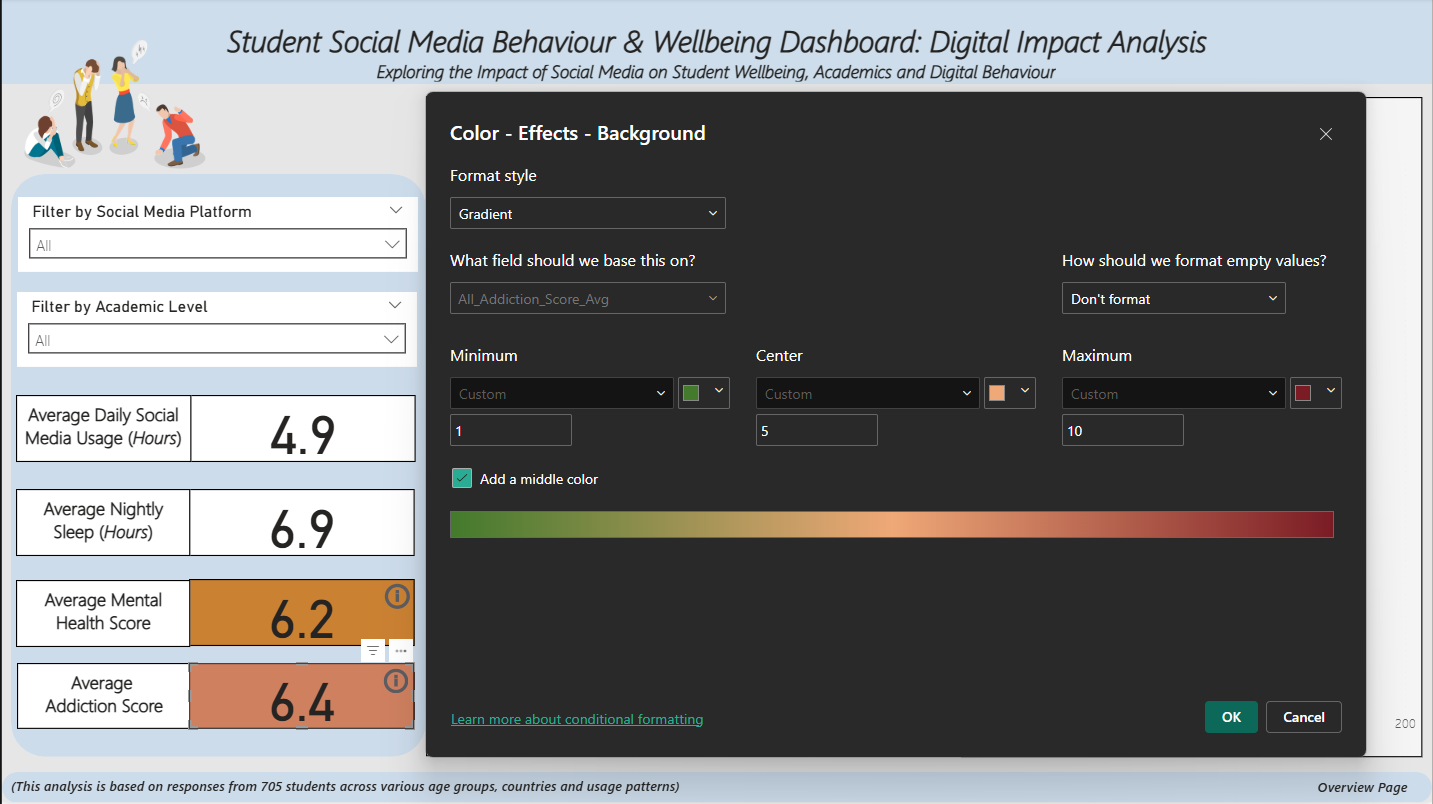 Student Social Media Behaviour & Wellbeing Dashboard: Digital Impact Analysis
Exploring the Impact of Social Media on Student Wellbeing, Academics and Digital Behaviour
Filter by Social Media Platform
All
Filter by Academic Level
All
Average Daily Social
Media Usage (Hours)
4.9
Average Nightly
Sleep (Hours)
6.9
Average Mental
Health Score
6.2
Average
Addiction Score
6.4
Color - Effects - Background
Format style
Gradient
What field should we base this on?
All_Addiction_Score_Avg
How should we format empty values?
Don't format
Minimum
Custom
1
Center
Custom
5
Maximum
Custom
10
Add a middle color
Learn more about conditional formatting
OK
Cancel
200
(This analysis is based on responses from 705 students across various age groups, countries and usage patterns)
Overview Page